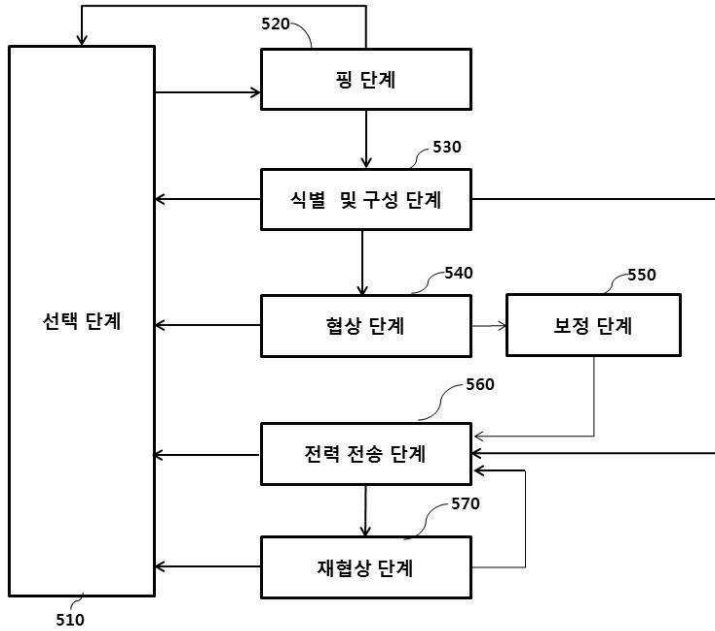 520
핑 단계
530
식별 및 구성 단계
540
550
선택 단계
협상 단계
보정 단계
560
전력 전송 단계
570
재협상 단계
510